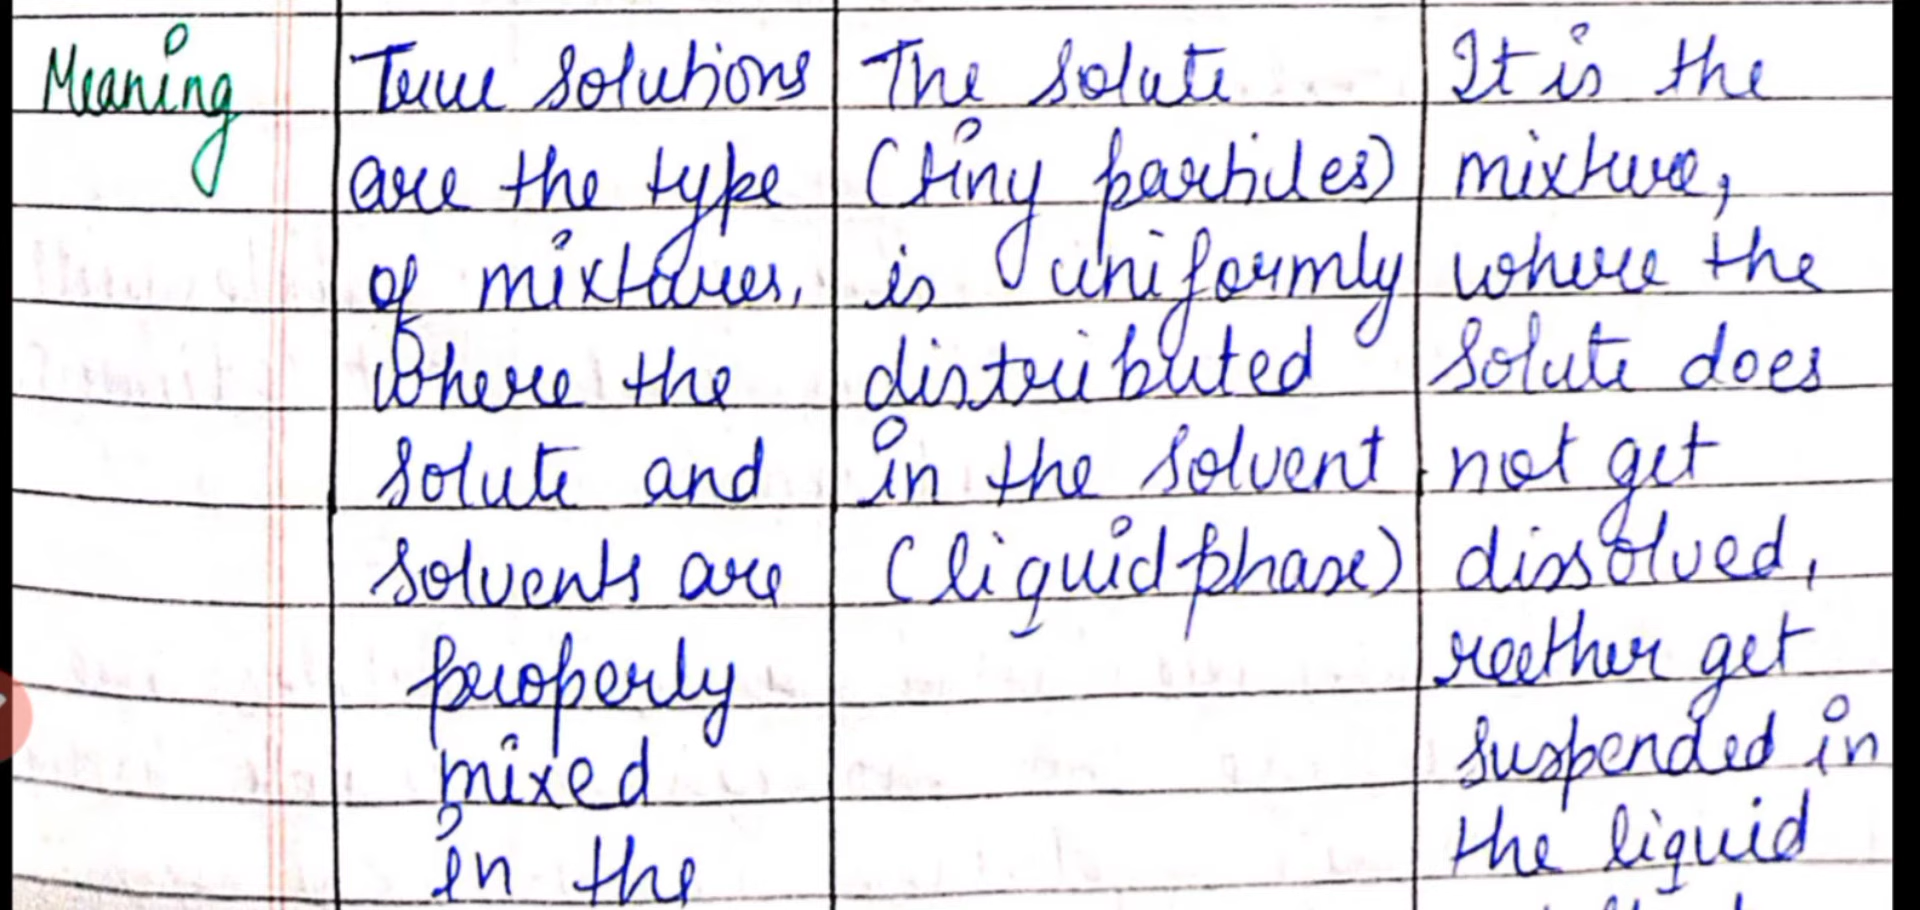 Meaning
True solutions
are the type
of mixtures,
where the
solute and
solvents are
properly
mixed
in the
The solute
(tiny particles)
is uniformly
distributed
in the solvent
(liquid phase)
It is the
mixture,
where the
solute does
not get
dissolved,
rather get
suspended in
the liquid